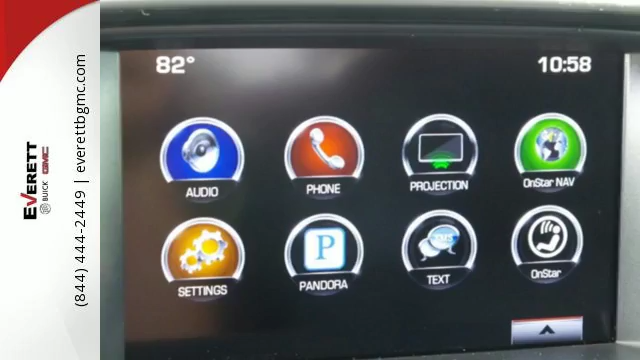 82° 10:58
AUDIO PHONE PROJECTION OnStar NAV
P
SMS
SETTINGS PANDORA TEXT OnStar
EVERETT
BUICK GMC
(844) 444-2449 | everettbgmc.com